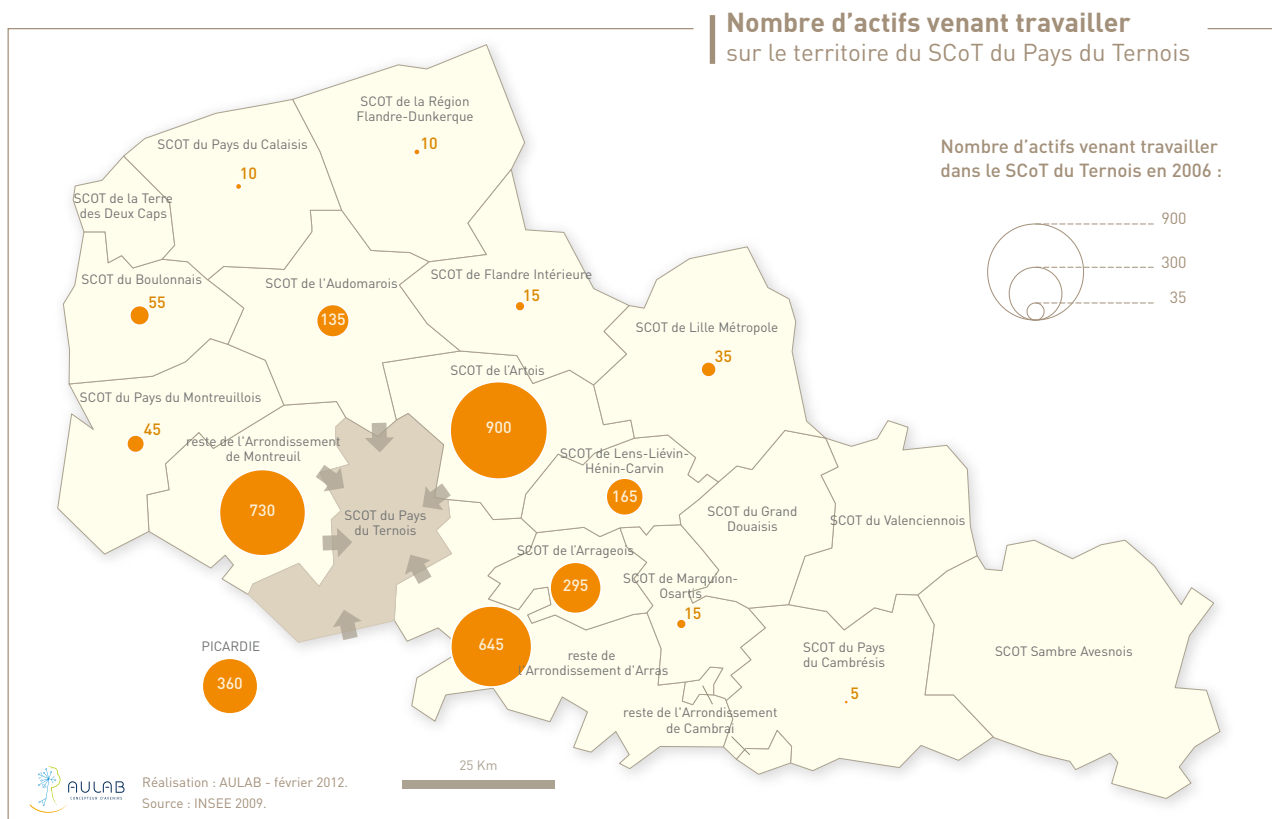 Nombre d'actifs venant travailler
sur le territoire du SCoT du Pays du Ternois
Nombre d'actifs venant travailler
dans le SCoT du Ternois en 2006 :
900
300
35
SCOT de la Région
Flandre-Dunkerque
10
SCOT du Pays du Calaisis
10
SCOT de la Terre
des Deux Caps
SCOT du Boulonnais
55
SCOT de l'Audomarois
135
SCOT de Flandre Intérieure
15
SCOT de Lille Métropole
35
SCOT de l'Artois
900
SCOT du Pays du Montreuillois
45
reste de l'Arrondissement
de Montreuil
730
SCOT de Lens-Liévin-
Hénin-Carvin
165
SCOT du Pays
du Ternois
SCOT du Grand
Douaisis
SCOT du Valenciennois
SCOT de l'Arrageois
295
SCOT de Marquion-
Osartis
15
645
reste de
l'Arrondissement d'Arras
SCOT du Pays
du Cambrésis
5
SCOT Sambre Avesnois
PICARDIE
360
reste de l'Arrondissement
de Cambrai
25 Km
AULAB
CONCEPTEUR D'AVENIRS
Réalisation : AULAB - février 2012.
Source : INSEE 2009.